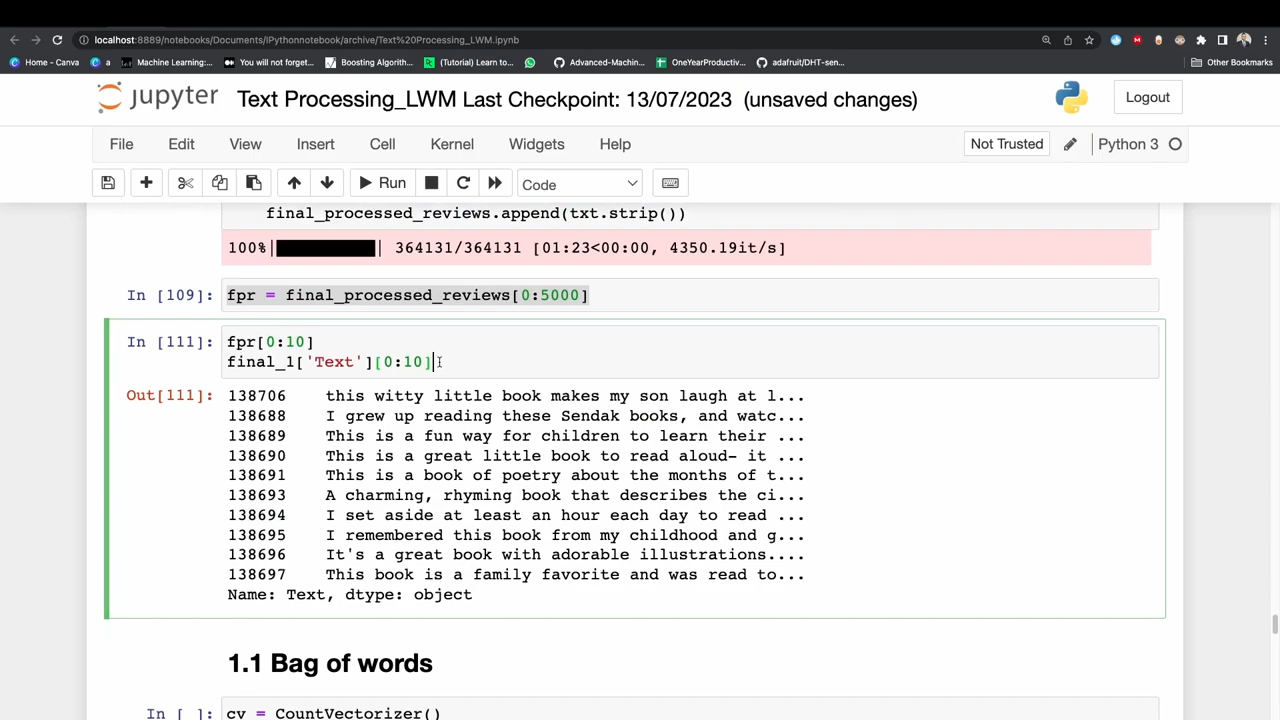 localhost:8889/notebooks/Documents/IPythonnotebook/archive/Text%20Processing_LWM.ipynb
Home - Canva a Machine Learning:... You will not forget... Boosting Algorith... (Tutorial) Learn to... Advanced-Machin... OneYearProductiv... adafruit/DHT-sen... Other Bookmarks
jupyter Text Processing_LWM Last Checkpoint: 13/07/2023 (unsaved changes) Logout
File Edit View Insert Cell Kernel Widgets Help Not Trusted Python 3
Run Code
final_processed_reviews.append(txt.strip())
100%| | 364131/364131 [01:23<00:00, 4350.19it/s]
In [109]: fpr = final_processed_reviews[0:5000]
In [111]: fpr[0:10]
final_1['Text'][0:10]
Out[111]: 138706 this witty little book makes my son laugh at l...
138688 I grew up reading these Sendak books, and watc...
138689 This is a fun way for children to learn their ...
138690 This is a great little book to read aloud- it ...
138691 This is a book of poetry about the months of t...
138693 A charming, rhyming book that describes the ci...
138694 I set aside at least an hour each day to read ...
138695 I remembered this book from my childhood and g...
138696 It's a great book with adorable illustrations....
138697 This book is a family favorite and was read to...
Name: Text, dtype: object
1.1 Bag of words
In [ ]: cv = CountVectorizer()